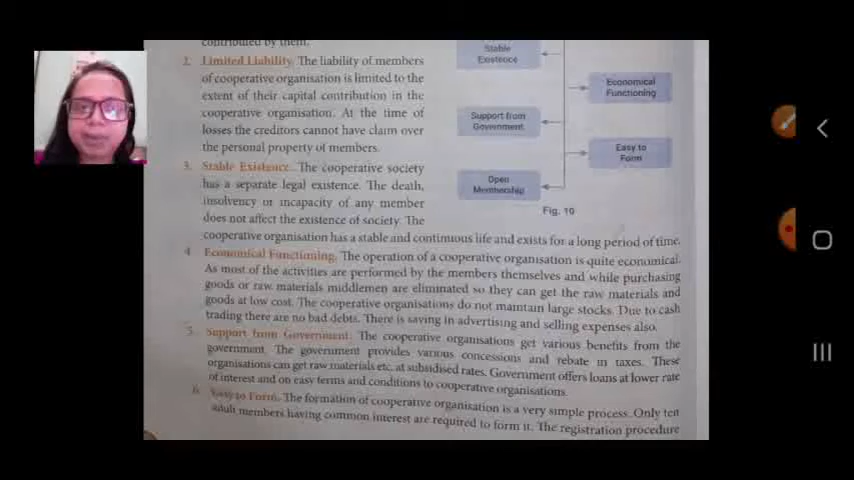 contributed by them.
2. Limited Liability. The liability of members
of cooperative organisation is limited to the
extent of their capital contribution in the
cooperative organisation. At the time of
losses the creditors cannot have claim over
the personal property of members.
3. Stable Existence. The cooperative society
has a separate legal existence. The death,
insolvency or incapacity of any member
does not affect the existence of society. The
cooperative organisation has a stable and continuous life and exists for a long period of time.
4. Economical Functioning. The operation of a cooperative organisation is quite economical.
As most of the activities are performed by the members themselves and while purchasing
goods or raw materials middlemen are eliminated so they can get the raw materials and
goods at low cost. The cooperative organisations do not maintain large stocks. Due to cash
trading there are no bad debts. There is saving in advertising and selling expenses also.
5. Support from Government. The cooperative organisations get various benefits from the
government. The government provides various concessions and rebate in taxes. These
organisations can get raw materials etc. at subsidised rates. Government offers loans at lower rate
of interest and on easy terms and conditions to cooperative organisations.
6. Easy to Form. The formation of cooperative organisation is a very simple process. Only ten
adult members having common interest are required to form it. The registration procedure
Stable
Existence
Economical
Functioning
Support from
Government
Easy to
Form
Open
Membership
Fig. 10